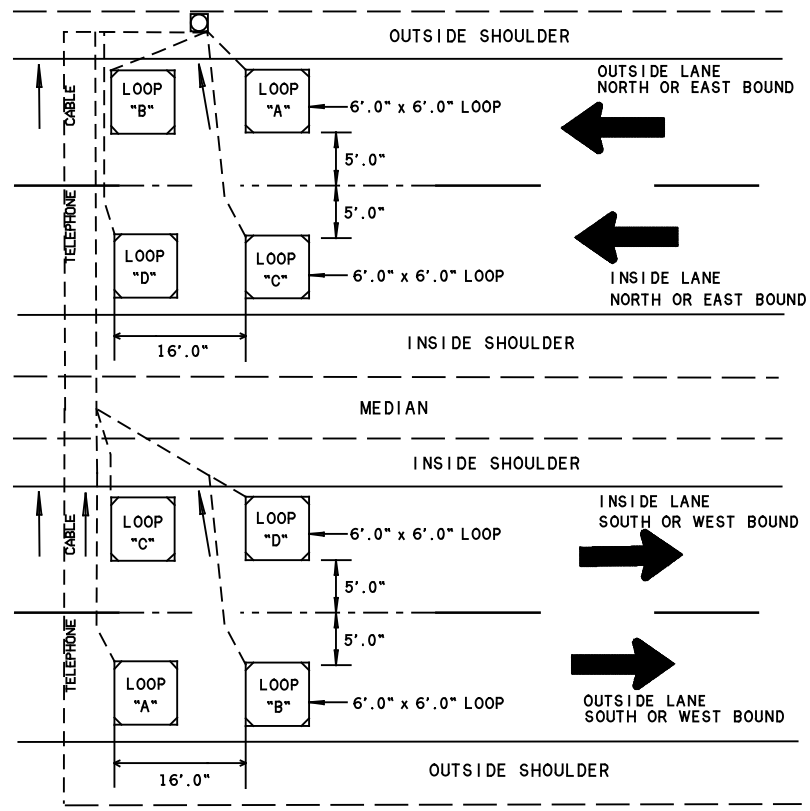 OUTSIDE SHOULDER
OUTSIDE LANE
NORTH OR EAST BOUND
CABLE
LOOP
"B"
LOOP
"A"
6'.0" x 6'.0" LOOP
5'.0"
TELEPHONE
5'.0"
LOOP
"D"
LOOP
"C"
6'.0" x 6'.0" LOOP
INSIDE LANE
NORTH OR EAST BOUND
16'.0"
INSIDE SHOULDER
MEDIAN
INSIDE SHOULDER
INSIDE LANE
SOUTH OR WEST BOUND
CABLE
LOOP
"C"
LOOP
"D"
6'.0" x 6'.0" LOOP
5'.0"
TELEPHONE
5'.0"
LOOP
"A"
LOOP
"B"
6'.0" x 6'.0" LOOP
OUTSIDE LANE
SOUTH OR WEST BOUND
16'.0"
OUTSIDE SHOULDER